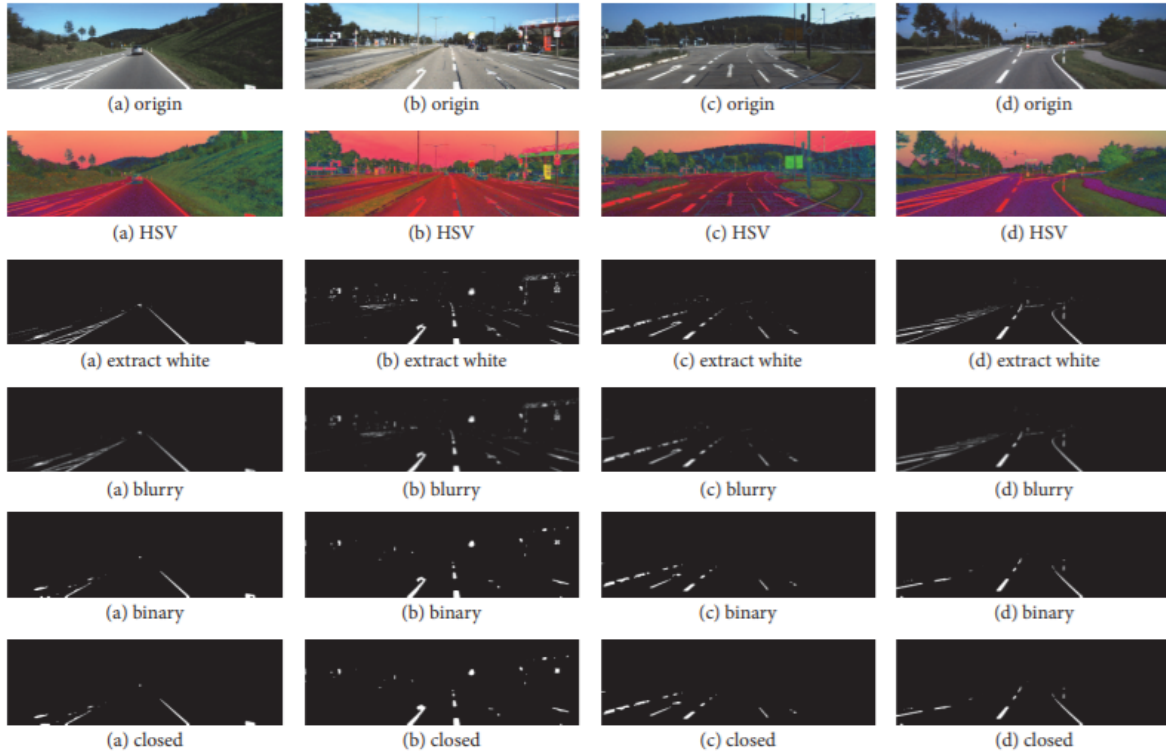 (a) origin
(b) origin
(c) origin
(d) origin
(a) HSV
(b) HSV
(c) HSV
(d) HSV
(a) extract white
(b) extract white
(c) extract white
(d) extract white
(a) blurry
(b) blurry
(c) blurry
(d) blurry
(a) binary
(b) binary
(c) binary
(d) binary
(a) closed
(b) closed
(c) closed
(d) closed